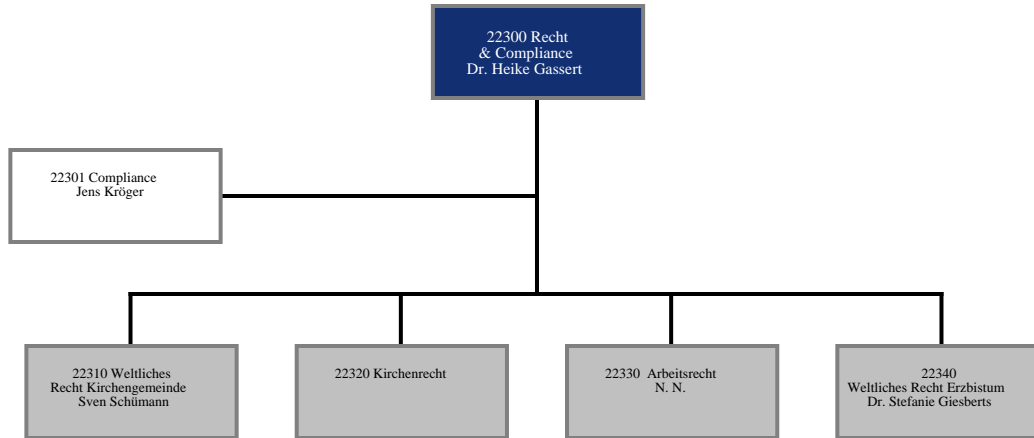 22300 Recht
& Compliance
Dr. Heike Gassert
22301 Compliance
Jens Kröger
22310 Weltliches
Recht Kirchengemeinde
Sven Schümann
22320 Kirchenrecht
22330 Arbeitsrecht
N. N.
22340
Weltliches Recht Erzbistum
Dr. Stefanie Giesberts